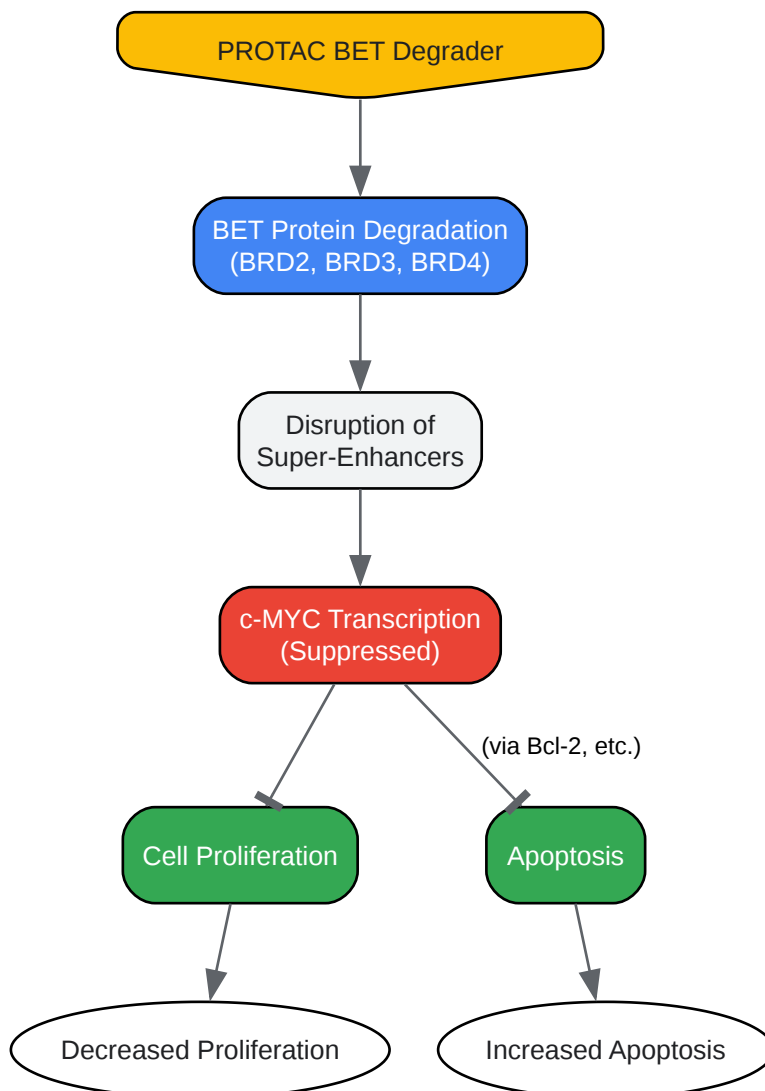 PROTAC BET Degrader
BET Protein Degradation
(BRD2, BRD3, BRD4)
Disruption of
Super-Enhancers
c-MYC Transcription
(Suppressed)
(via Bcl-2, etc.)
Cell Proliferation
Apoptosis
Decreased Proliferation
Increased Apoptosis